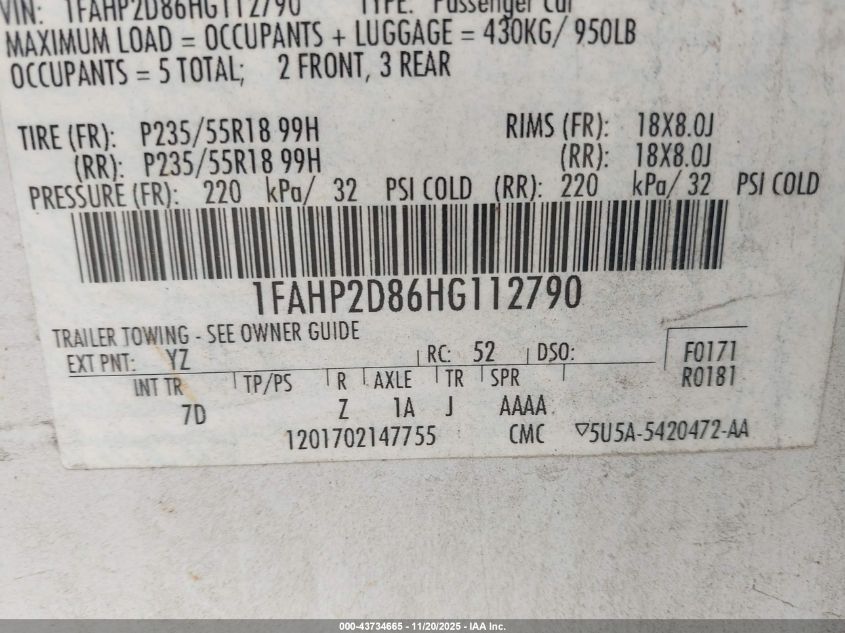 VIN: 1FAHP2D86HG112790 TYPE: Passenger Car
MAXIMUM LOAD = OCCUPANTS + LUGGAGE = 430KG/ 950LB
OCCUPANTS = 5 TOTAL; 2 FRONT, 3 REAR
TIRE (FR): P235/55R18 99H RIMS (FR): 18X8.0J
(RR): P235/55R18 99H (RR): 18X8.0J
PRESSURE (FR): 220 kPa/ 32 PSI COLD (RR): 220 kPa/ 32 PSI COLD
1FAHP2D86HG112790
TRAILER TOWING - SEE OWNER GUIDE
EXT PNT: YZ RC: 52 DSO: F0171
INT TR TP/PS R AXLE TR SPR R0181
7D Z 1A J AAAA
1201702147755 CMC ▽5U5A-5420472-AA
000-43734665 - 11/20/2025 - IAA Inc.